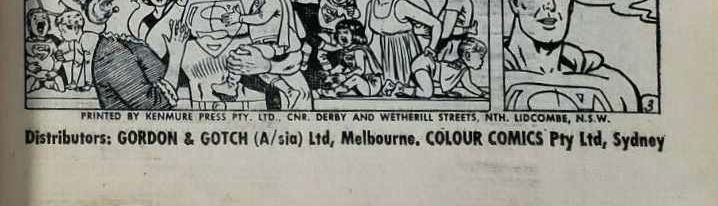 3
PRINTED BY KENMURE PRESS PTY. LTD., CNR. DERBY AND WETHERILL STREETS, NTH. LIDCOMBE, N.S.W.
Distributors: GORDON & GOTCH (A/sia) Ltd, Melbourne. COLOUR COMICS Pty Ltd, Sydney